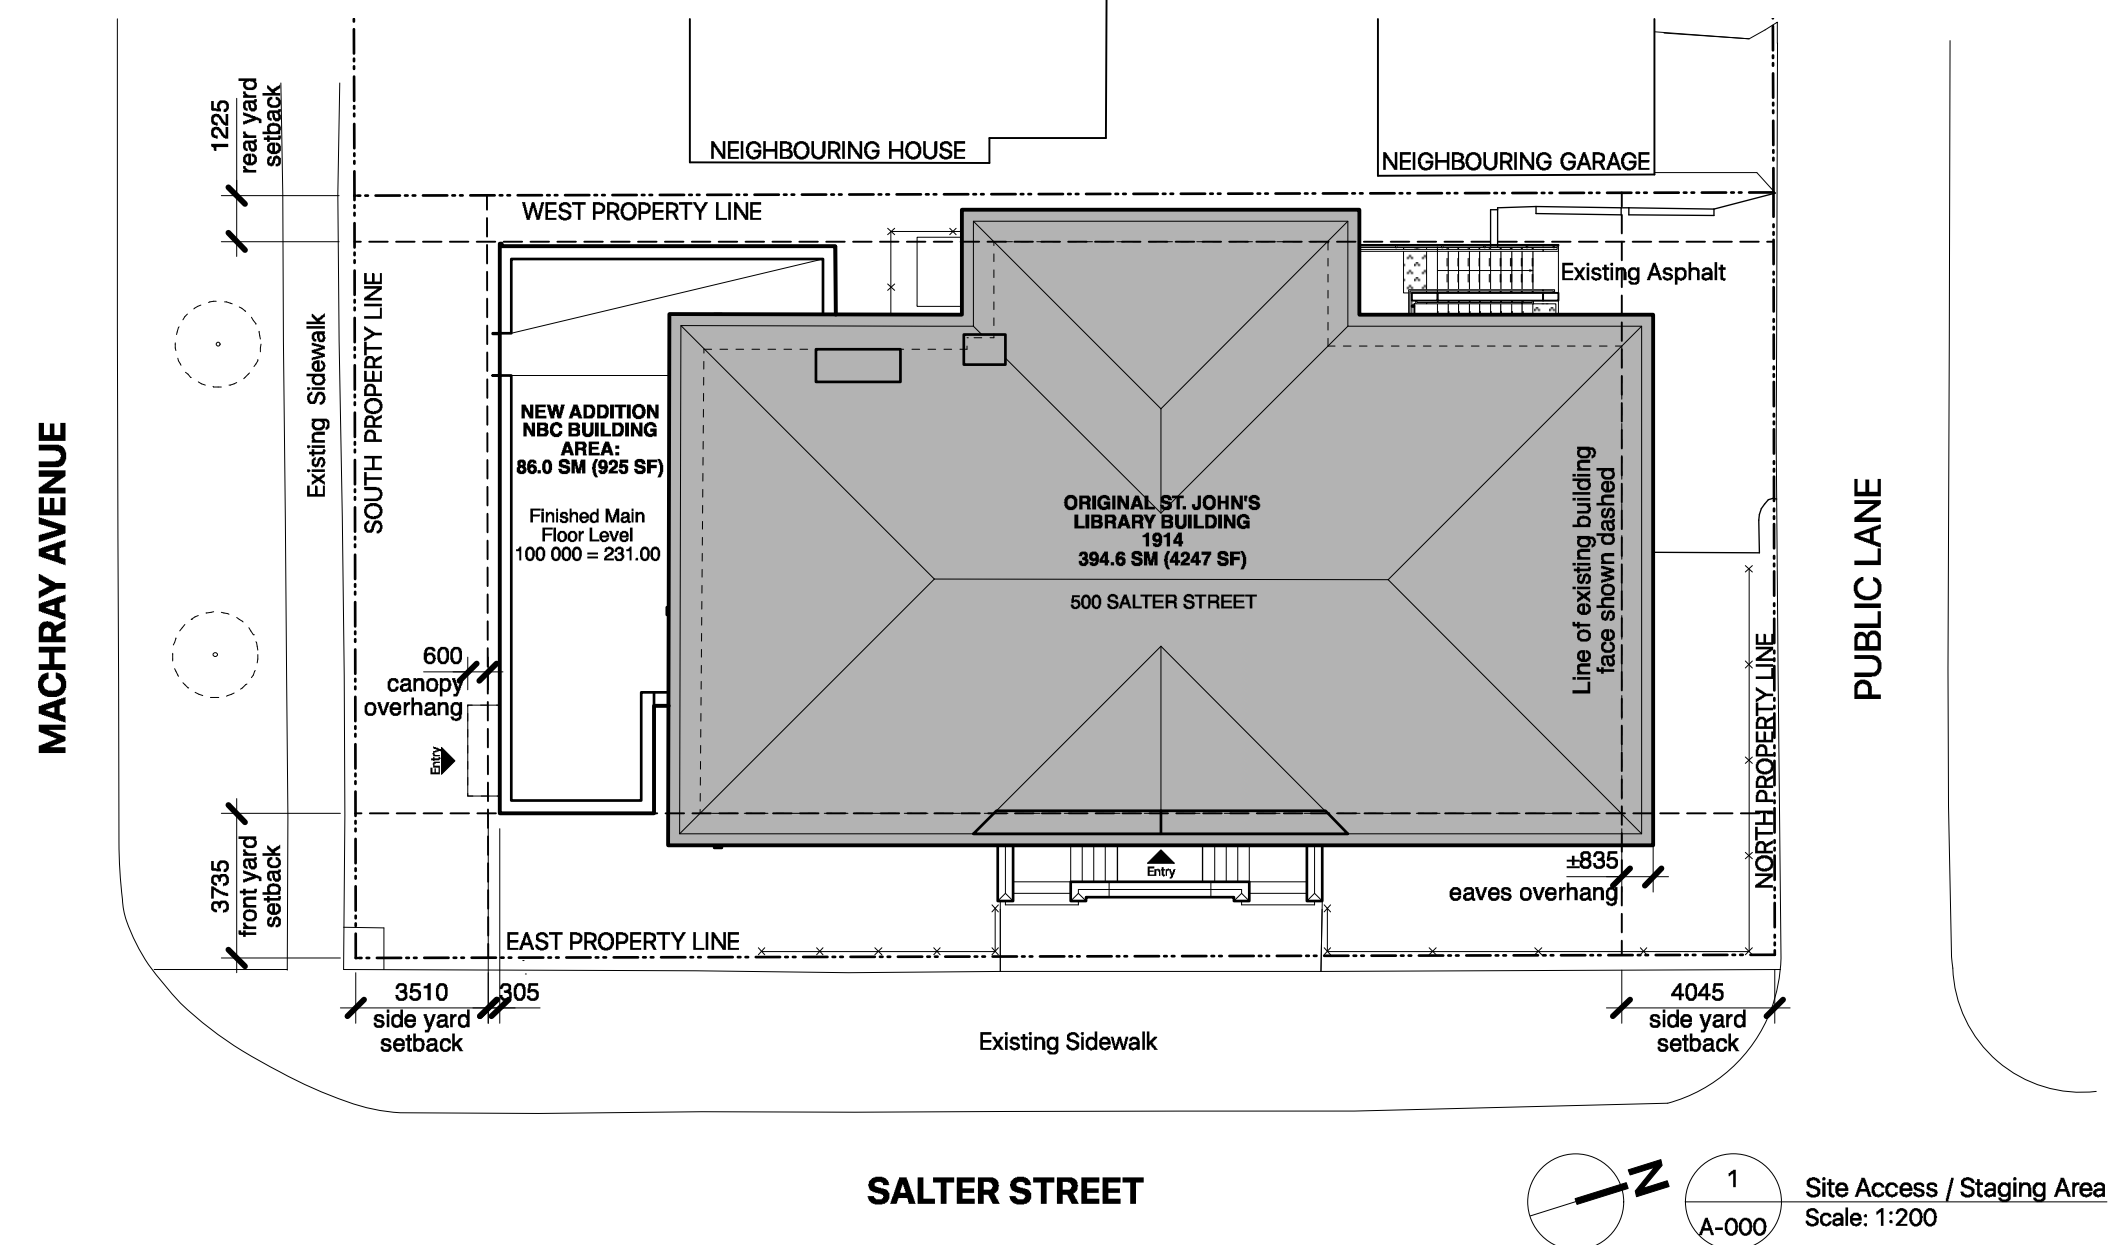 1225
rear yard
setback
NEIGHBOURING HOUSE
NEIGHBOURING GARAGE
WEST PROPERTY LINE
Existing Asphalt
MACHRAY AVENUE
Existing Sidewalk
SOUTH PROPERTY LINE
NEW ADDITION
NBC BUILDING
AREA:
86.0 SM (925 SF)
Finished Main
Floor Level
100 000 = 231.00
ORIGINAL ST. JOHN'S
LIBRARY BUILDING
1914
394.6 SM (4247 SF)
500 SALTER STREET
Line of existing building
face shown dashed
PUBLIC LANE
NORTH PROPERTY LINE
600
canopy
overhang
Entry
3735
front yard
setback
Entry
±835
eaves overhang
EAST PROPERTY LINE
3510
side yard
setback
305
4045
side yard
setback
Existing Sidewalk
SALTER STREET
N
1
A-000
Site Access / Staging Area
Scale: 1:200